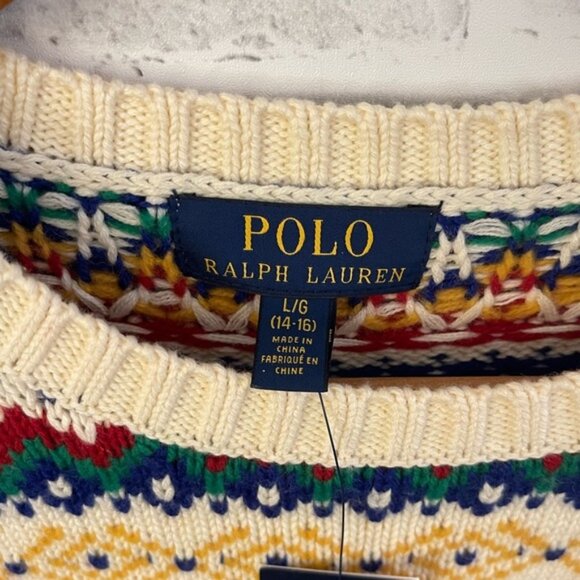 POLO
RALPH LAUREN
L/G
(14-16)
MADE IN
CHINA
FABRIQUÉ EN
CHINE